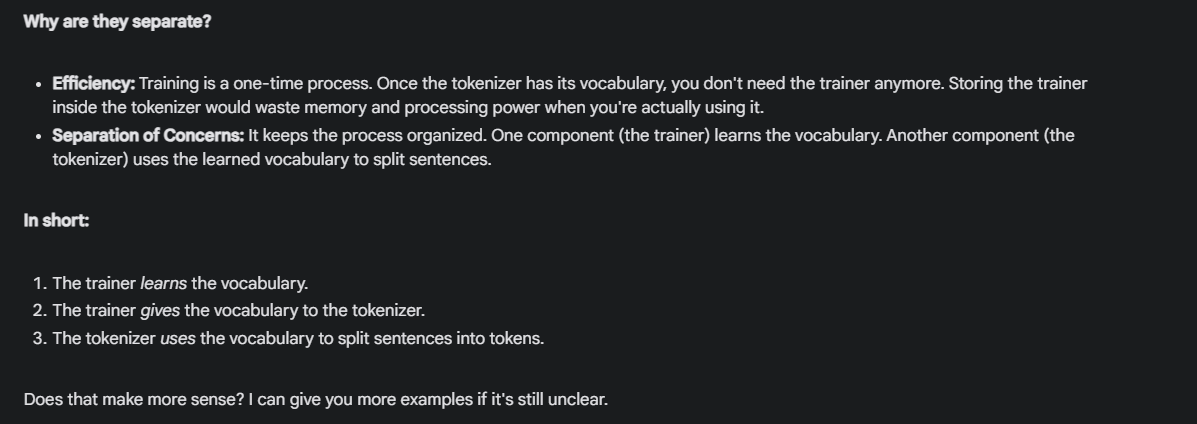 Why are they separate?
• Efficiency: Training is a one-time process. Once the tokenizer has its vocabulary, you don't need the trainer anymore. Storing the trainer
inside the tokenizer would waste memory and processing power when you're actually using it.
• Separation of Concerns: It keeps the process organized. One component (the trainer) learns the vocabulary. Another component (the
tokenizer) uses the learned vocabulary to split sentences.
In short:
1. The trainer learns the vocabulary.
2. The trainer gives the vocabulary to the tokenizer.
3. The tokenizer uses the vocabulary to split sentences into tokens.
Does that make more sense? I can give you more examples if it's still unclear.